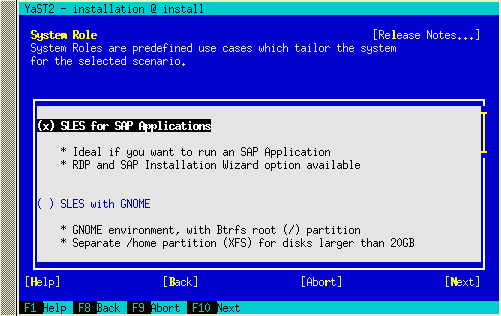 YaST2 - installation @ install
System Role [Release Notes...]
System Roles are predefined use cases which tailor the system
for the selected scenario.
(x) SLES for SAP Applications
* Ideal if you want to run an SAP Application
* RDP and SAP Installation Wizard option available
( ) SLES with GNOME
* GNOME environment, with Btrfs root (/) partition
* Separate /home partition (XFS) for disks larger than 20GB
[Help] [Back] [Abort] [Next]
F1 Help F8 Back F9 Abort F10 Next